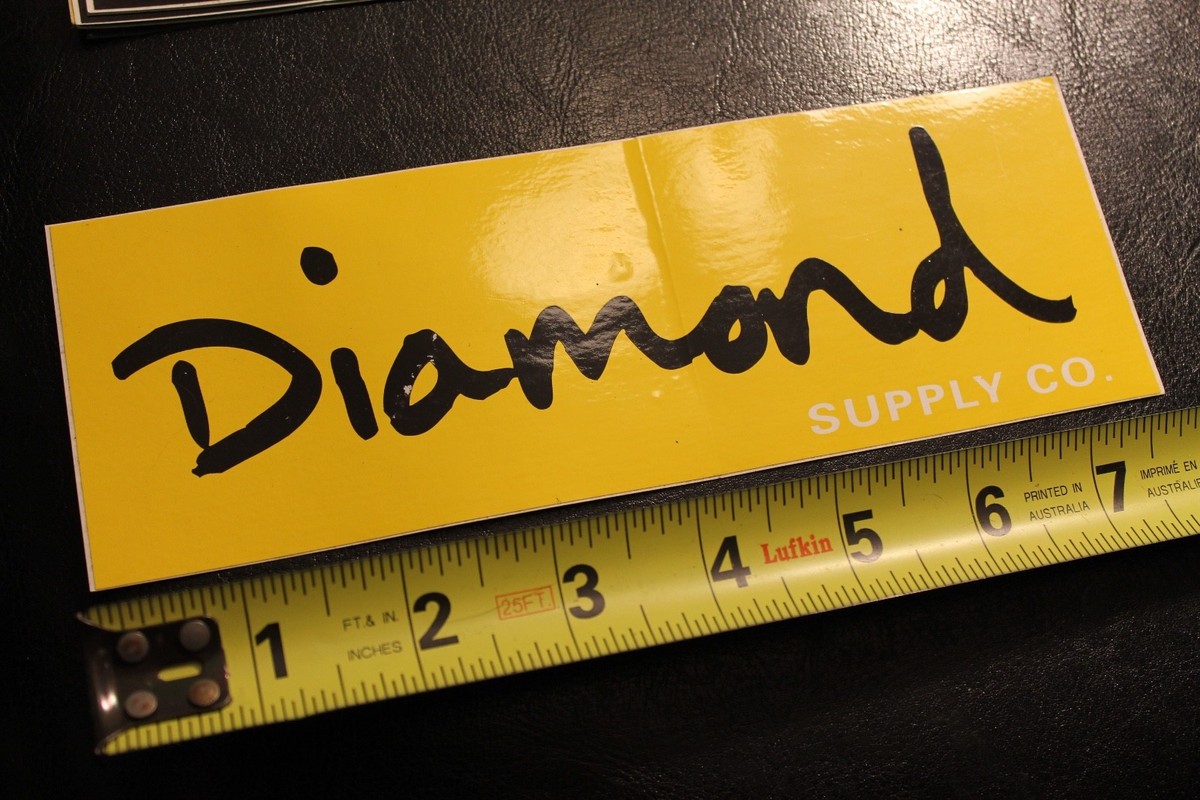 Diamond
SUPPLY CO.
1
FT.& IN.
INCHES
2
25FT.
3
4
Lufkin
5
6
PRINTED IN
AUSTRALIA
7
IMPRIMÉ EN
AUSTRALIE